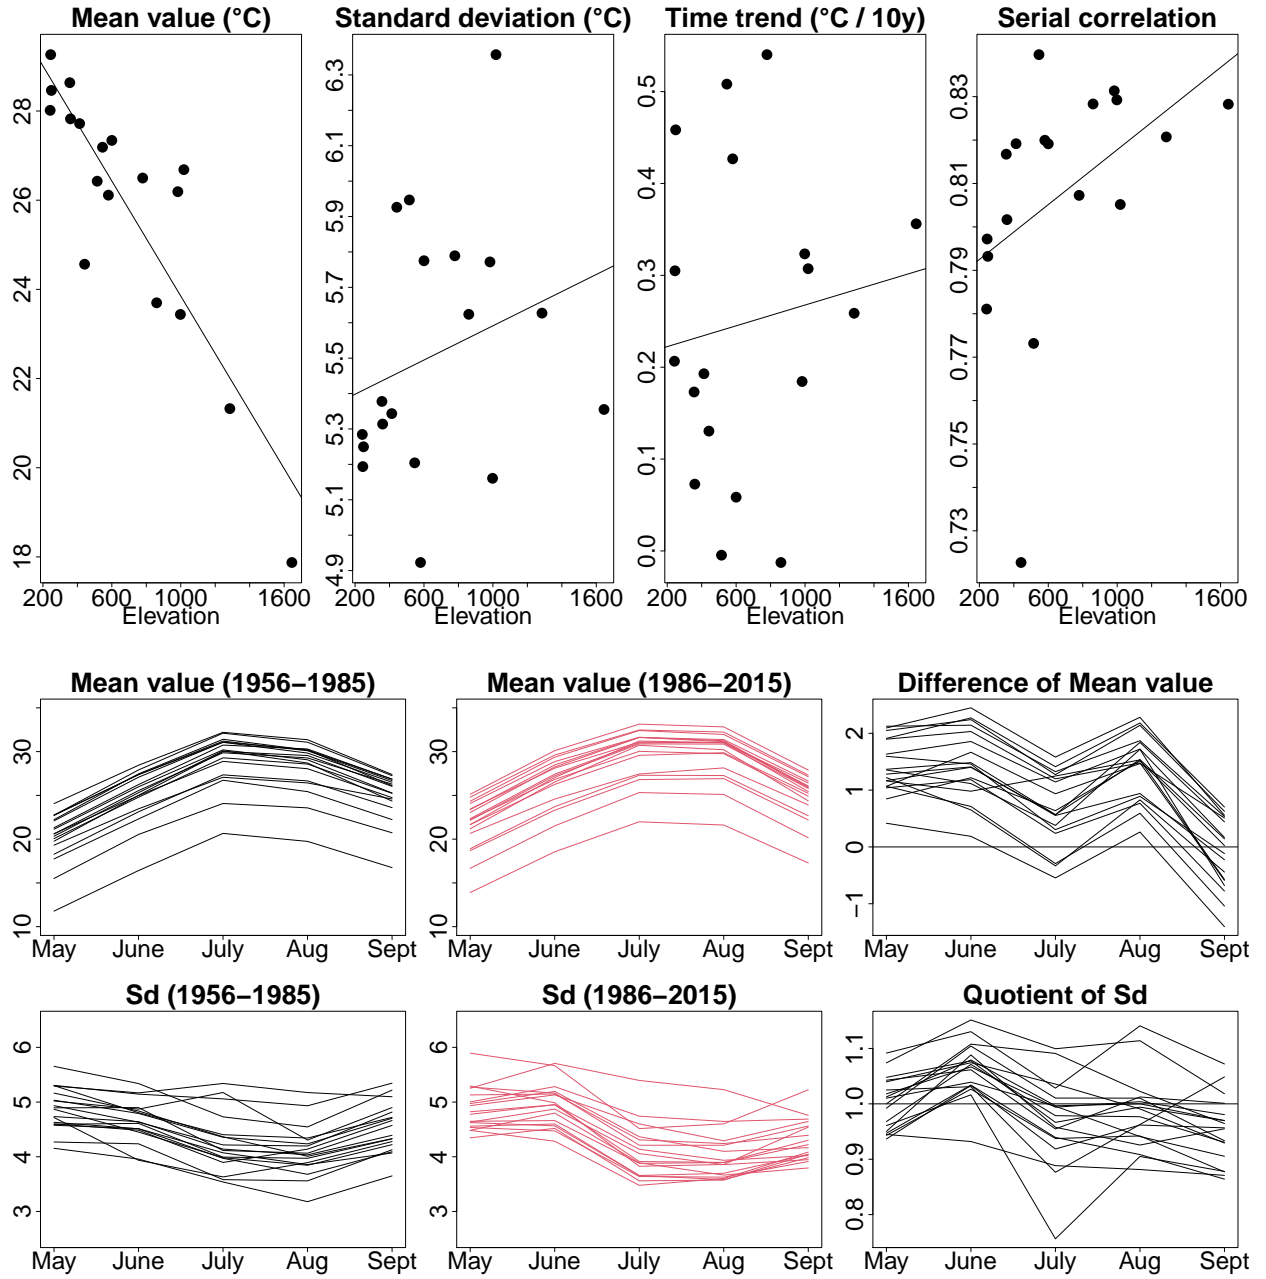 Mean value (°C) Standard deviation (°C) Time trend (°C / 10y) Serial correlation
18 20 22 24 26 28
200 600 1000 1600
Elevation
4.9 5.1 5.3 5.5 5.7 5.9 6.1 6.3
200 600 1000 1600
Elevation
0.0 0.1 0.2 0.3 0.4 0.5
200 600 1000 1600
Elevation
0.73 0.75 0.77 0.79 0.81 0.83
200 600 1000 1600
Elevation
Mean value (1956−1985) Mean value (1986−2015) Difference of Mean value
10 20 30
May June July Aug Sept
10 20 30
May June July Aug Sept
−1 0 1 2
May June July Aug Sept
Sd (1956−1985) Sd (1986−2015) Quotient of Sd
3 4 5 6
May June July Aug Sept
3 4 5 6
May June July Aug Sept
0.8 0.9 1.0 1.1
May June July Aug Sept